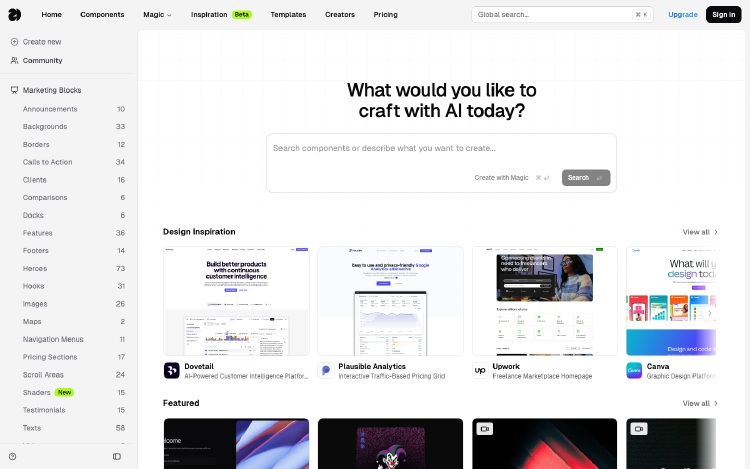 Home
Components
Magic
Inspiration Beta
Templates
Creators
Pricing
Global search...
⌘ K
Upgrade
Sign in
Create new
Community
Marketing Blocks
Announcements 10
Backgrounds 33
Borders 12
Calls to Action 34
Clients 16
Comparisons 6
Docks 6
Features 36
Footers 14
Heroes 73
Hooks 31
Images 26
Maps 2
Navigation Menus 11
Pricing Sections 17
Scroll Areas 24
Shaders New 15
Testimonials 15
Texts 58
What would you like to
craft with AI today?
Search components or describe what you want to create...
Create with Magic ⌘ ↵
Search ↵
Design Inspiration
View all
Build better products
with continuous
customer intelligence
Easy to use and privacy-friendly Google
Analytics alternative
Connecting clients in
need to freelancers
who deliver
What will y
design toda
Design and code
Dovetail
AI-Powered Customer Intelligence Platfor...
Plausible Analytics
Interactive Traffic-Based Pricing Grid
up
Upwork
Freelance Marketplace Homepage
Canva
Canva
Graphic Design Platform
Featured
View all
elcome